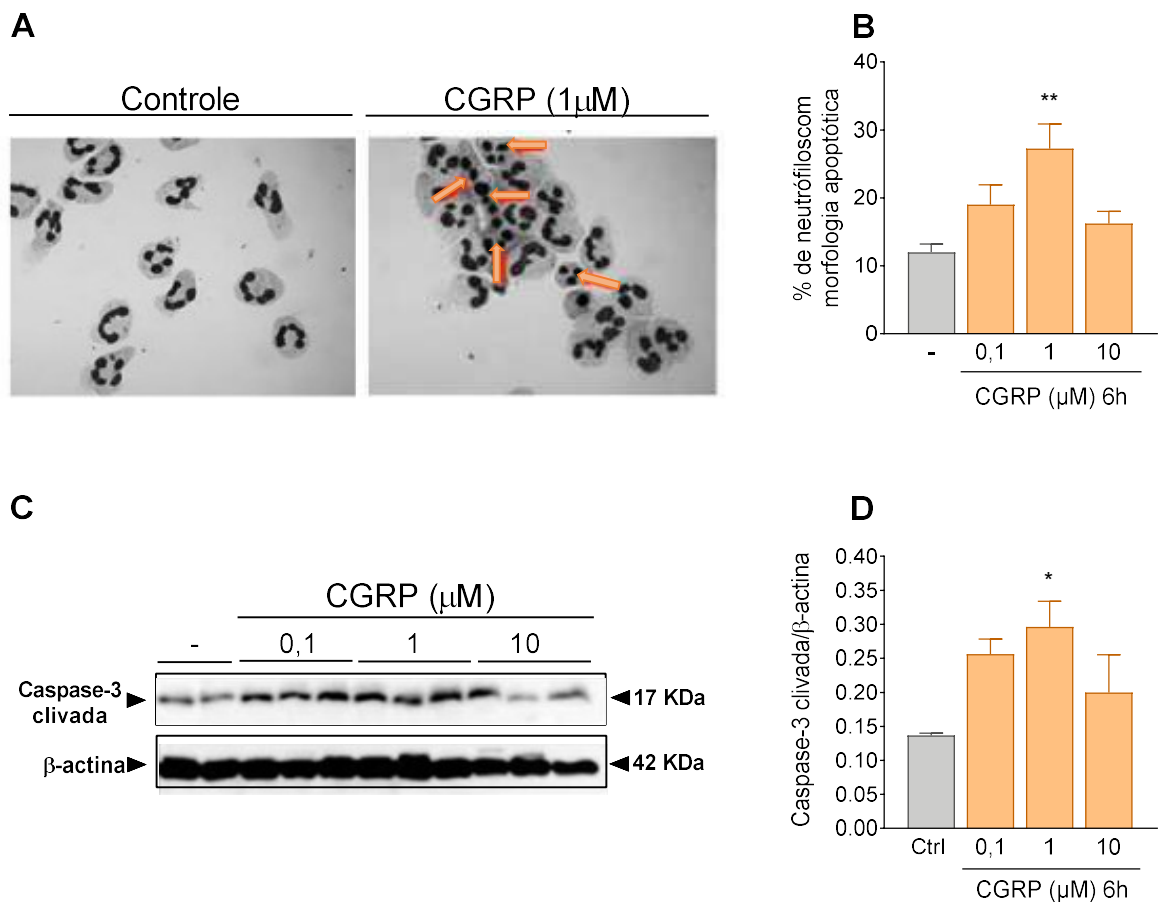 A
Controle
CGRP (1μM)
B
% de neutrófiloscom
morfologia apoptótica
40
30
20
10
0
**
-
0,1
1
10
CGRP (μM) 6h
C
CGRP (μM)
-
0,1
1
10
Caspase-3
clivada
17 KDa
β-actina
42 KDa
D
Caspase-3 clivada/β-actina
0.40
0.35
0.30
0.25
0.20
0.15
0.10
0.05
0.00
*
Ctrl
0,1
1
10
CGRP (μM) 6h